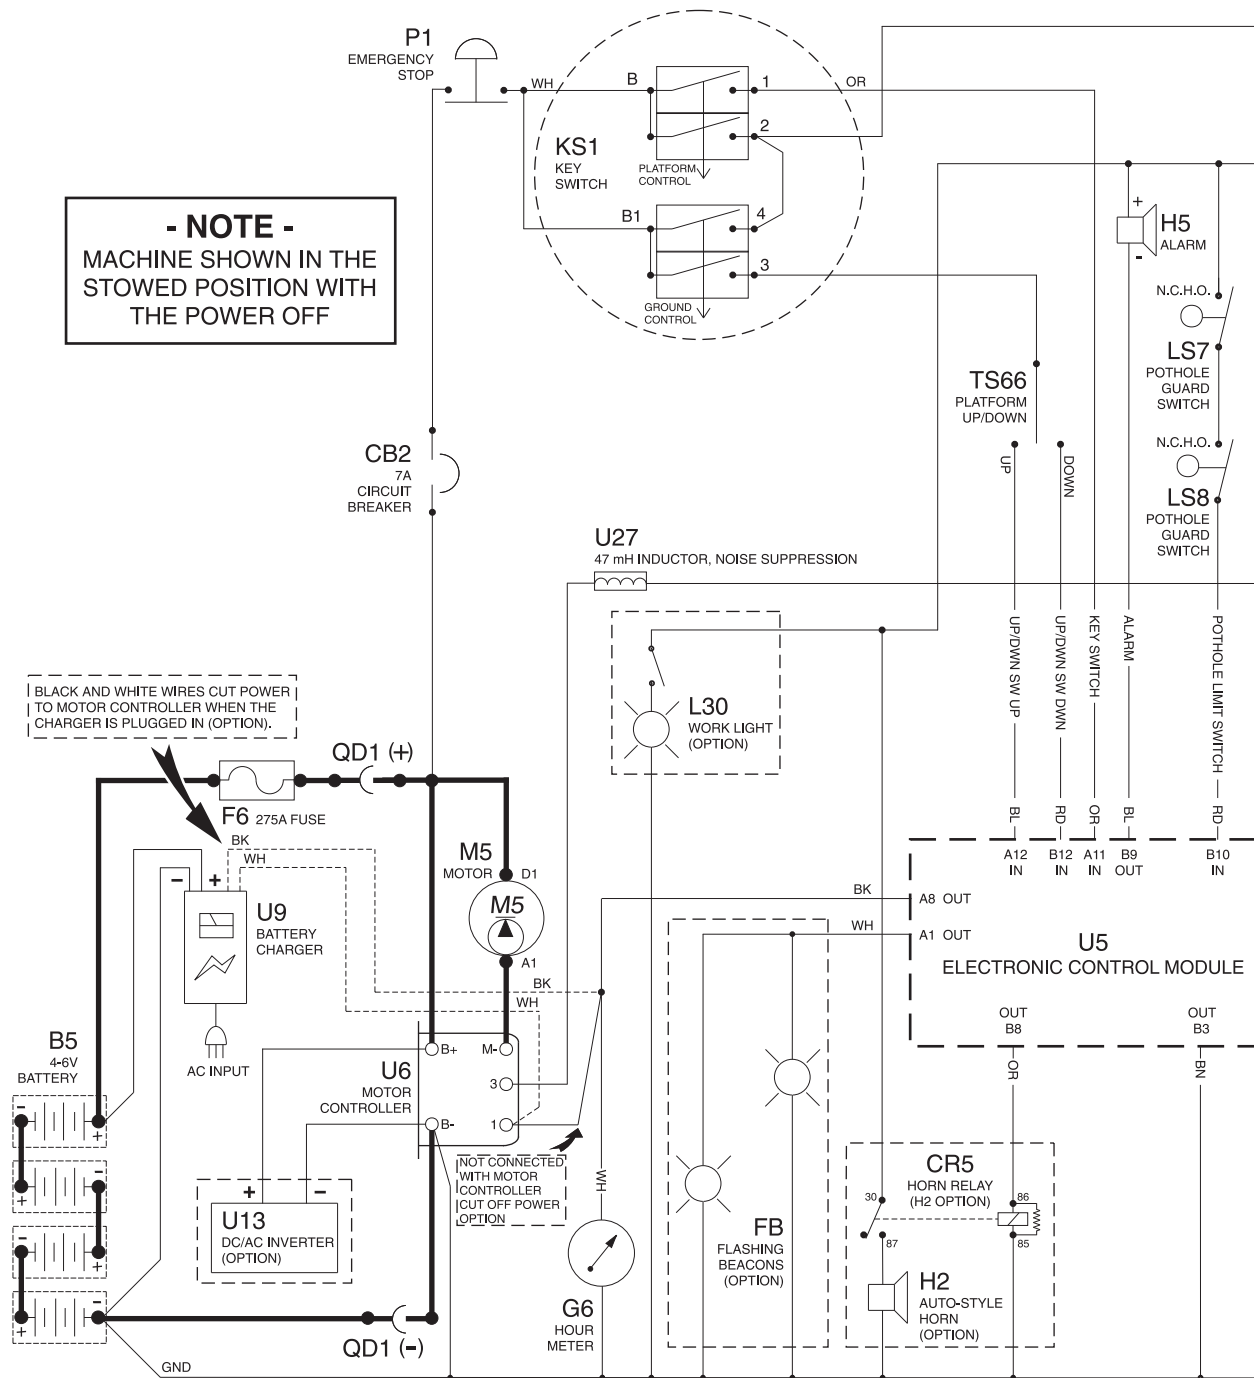 P1
EMERGENCY
STOP
WH
B
1
OR
2
KS1
KEY
SWITCH
PLATFORM
CONTROL
B1
4
3
GROUND
CONTROL
- NOTE -
MACHINE SHOWN IN THE
STOWED POSITION WITH
THE POWER OFF
+
H5
ALARM
-
N.C.H.O.
LS7
POTHOLE
GUARD
SWITCH
TS66
PLATFORM
UP/DOWN
UP
DOWN
N.C.H.O.
LS8
POTHOLE
GUARD
SWITCH
CB2
7A
CIRCUIT
BREAKER
U27
47 mH INDUCTOR, NOISE SUPPRESSION
UP/DWN SW UP
UP/DWN SW DWN
KEY SWITCH
ALARM
POTHOLE LIMIT SWITCH
BLACK AND WHITE WIRES CUT POWER
TO MOTOR CONTROLLER WHEN THE
CHARGER IS PLUGGED IN (OPTION).
L30
WORK LIGHT
(OPTION)
QD1 (+)
F6 275A FUSE
BK
WH
- +
U9
BATTERY
CHARGER
AC INPUT
M5
MOTOR
D1
M5
A1
BK
WH
BL
RD
OR
BL
RD
A12
IN
B12
IN
A11
IN
B9
OUT
B10
IN
BK
A8 OUT
WH
A1 OUT
U5
ELECTRONIC CONTROL MODULE
OUT
B8
OUT
B3
OR
BN
B5
4-6V
BATTERY
-
+
+
-
-
+
+
-
U6
MOTOR
CONTROLLER
B+
M-
3
B-
1
NOT CONNECTED
WITH MOTOR
CONTROLLER
CUT OFF POWER
OPTION
+ -
U13
DC/AC INVERTER
(OPTION)
WH
G6
HOUR
METER
FB
FLASHING
BEACONS
(OPTION)
CR5
HORN RELAY
(H2 OPTION)
30
87
86
85
H2
AUTO-STYLE
HORN
(OPTION)
QD1 (-)
GND